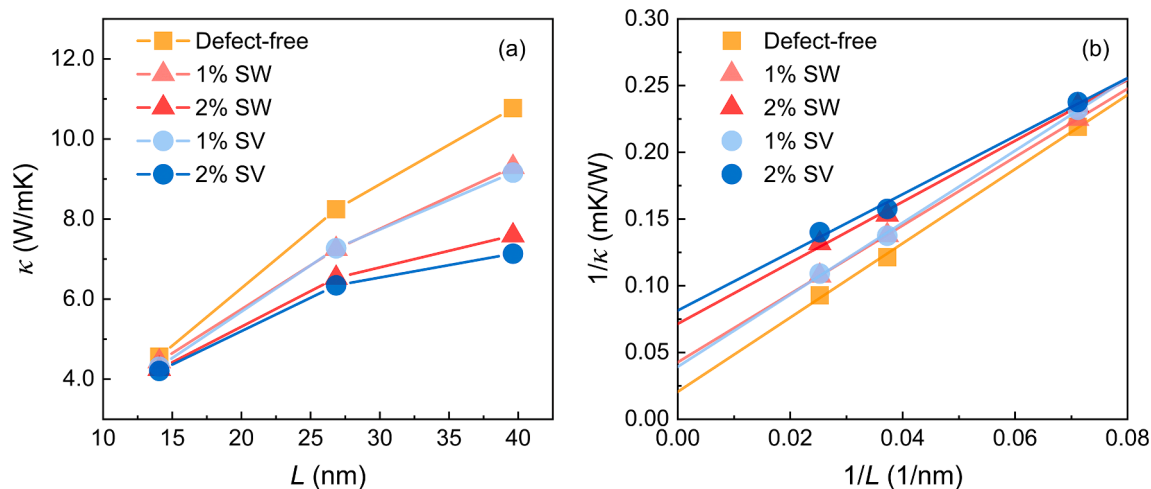 (a)
Defect-free
1% SW
2% SW
1% SV
2% SV
12.0
10.0
8.0
6.0
4.0
κ (W/mK)
10 15 20 25 30 35 40
L (nm)
(b)
Defect-free
1% SW
2% SW
1% SV
2% SV
0.30
0.25
0.20
0.15
0.10
0.05
0.00
1/κ (mK/W)
0.00 0.02 0.04 0.06 0.08
1/L (1/nm)